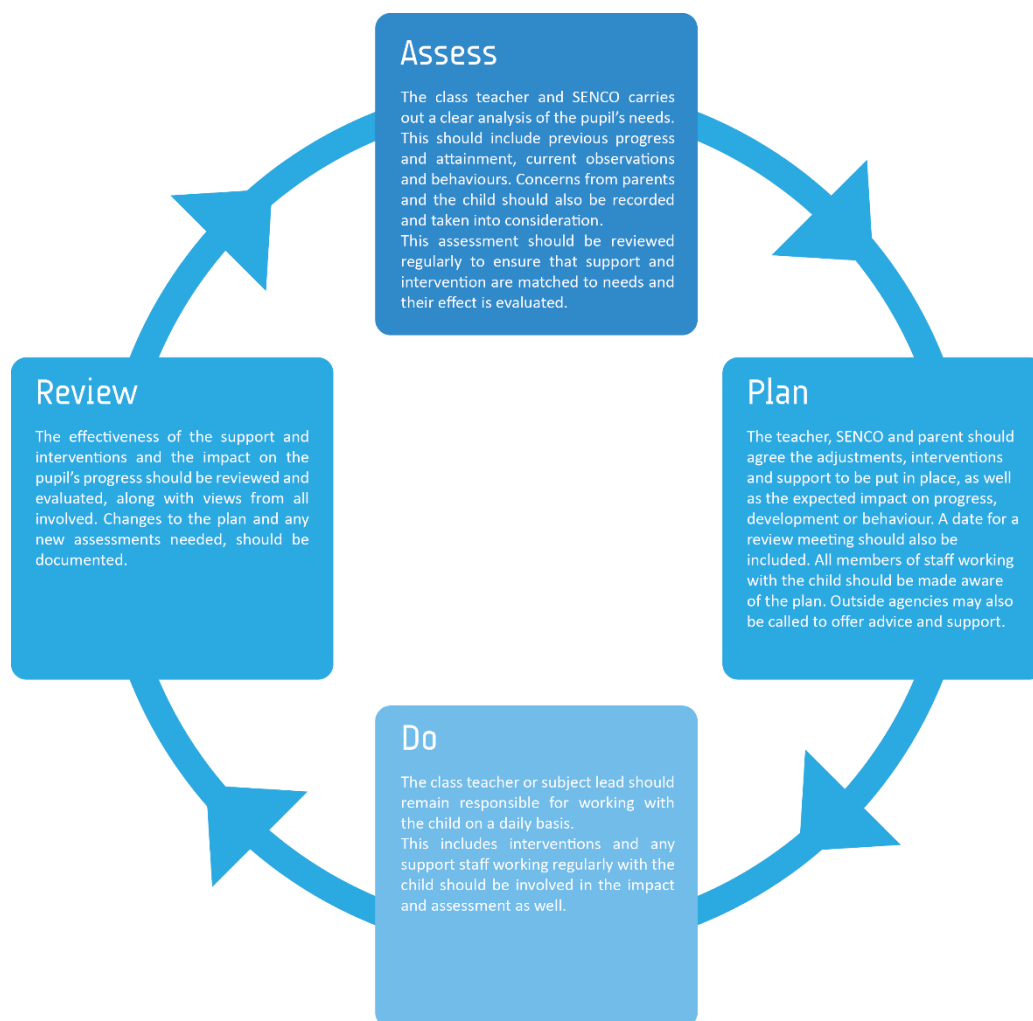 Assess
The class teacher and SENCO carries
out a clear analysis of the pupil's needs.
This should include previous progress
and attainment, current observations
and behaviours. Concerns from parents
and the child should also be recorded
and taken into consideration.
This assessment should be reviewed
regularly to ensure that support and
intervention are matched to needs and
their effect is evaluated.
Plan
The teacher, SENCO and parent should
agree the adjustments, interventions
and support to be put in place, as well
as the expected impact on progress,
development or behaviour. A date for a
review meeting should also be
included. All members of staff working
with the child should be made aware
of the plan. Outside agencies may also
be called to offer advice and support.
Do
The class teacher or subject lead should
remain responsible for working with
the child on a daily basis.
This includes interventions and any
support staff working regularly with the
child should be involved in the impact
and assessment as well.
Review
The effectiveness of the support and
interventions and the impact on the
pupil's progress should be reviewed and
evaluated, along with views from all
involved. Changes to the plan and any
new assessments needed, should be
documented.